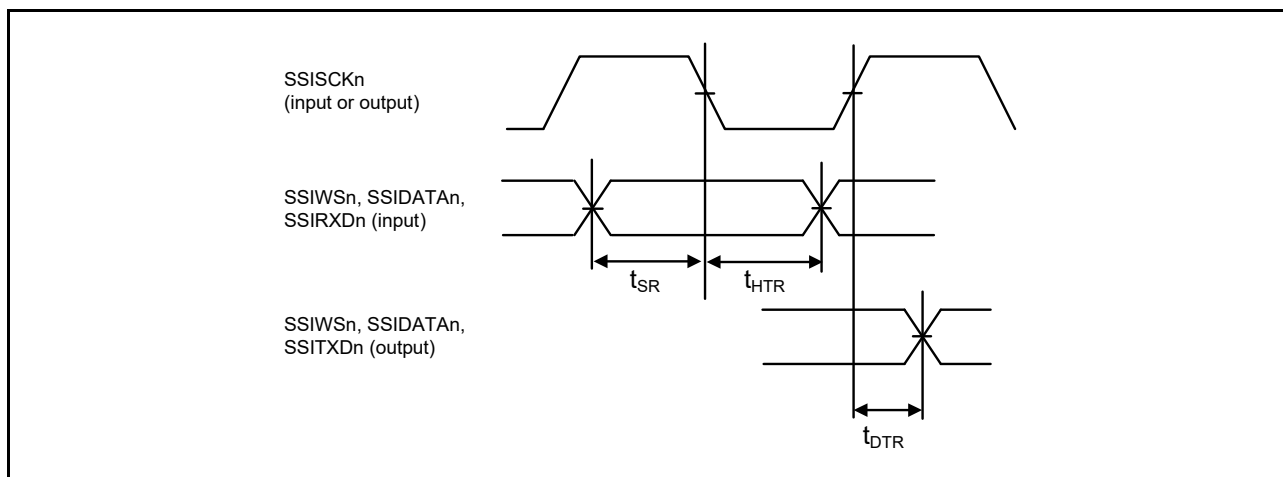 SSISCKn
(input or output)
SSIWSn, SSIDATAn,
SSIRXDn (input)
tSR
tHTR
SSIWSn, SSIDATAn,
SSITXDn (output)
tDTR